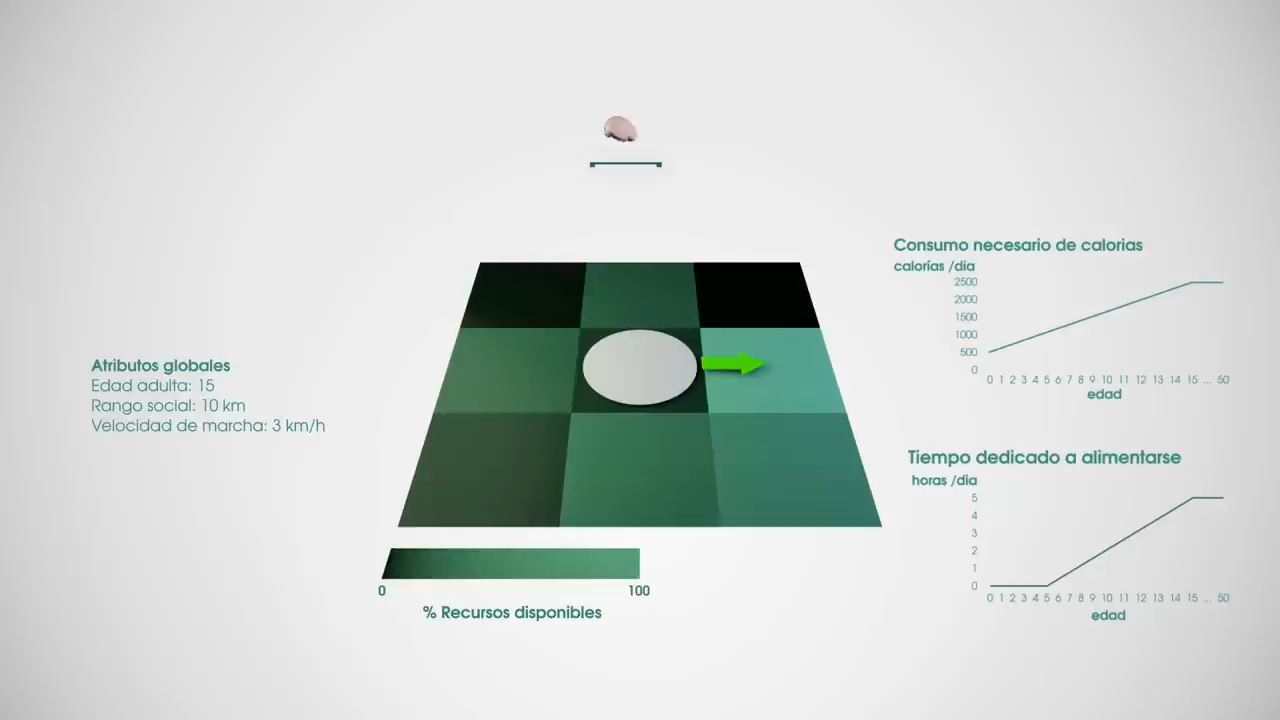 Atributos globales
Edad adulta: 15
Rango social: 10 km
Velocidad de marcha: 3 km/h
0 100
% Recursos disponibles
Consumo necesario de calorias
calorías /dia
2500
2000
1500
1000
500
0
0 1 2 3 4 5 6 7 8 9 10 11 12 13 14 15 ... 50
edad
Tiempo dedicado a alimentarse
horas /dia
5
4
3
2
1
0
0 1 2 3 4 5 6 7 8 9 10 11 12 13 14 15 ... 50
edad